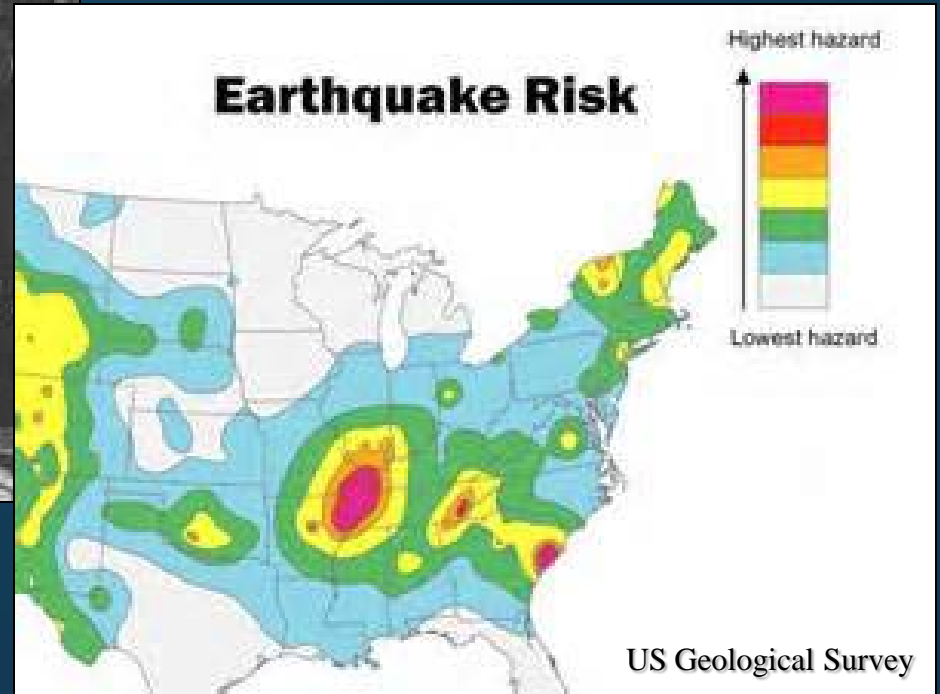 Highest hazard
Earthquake Risk
Lowest hazard
US Geological Survey